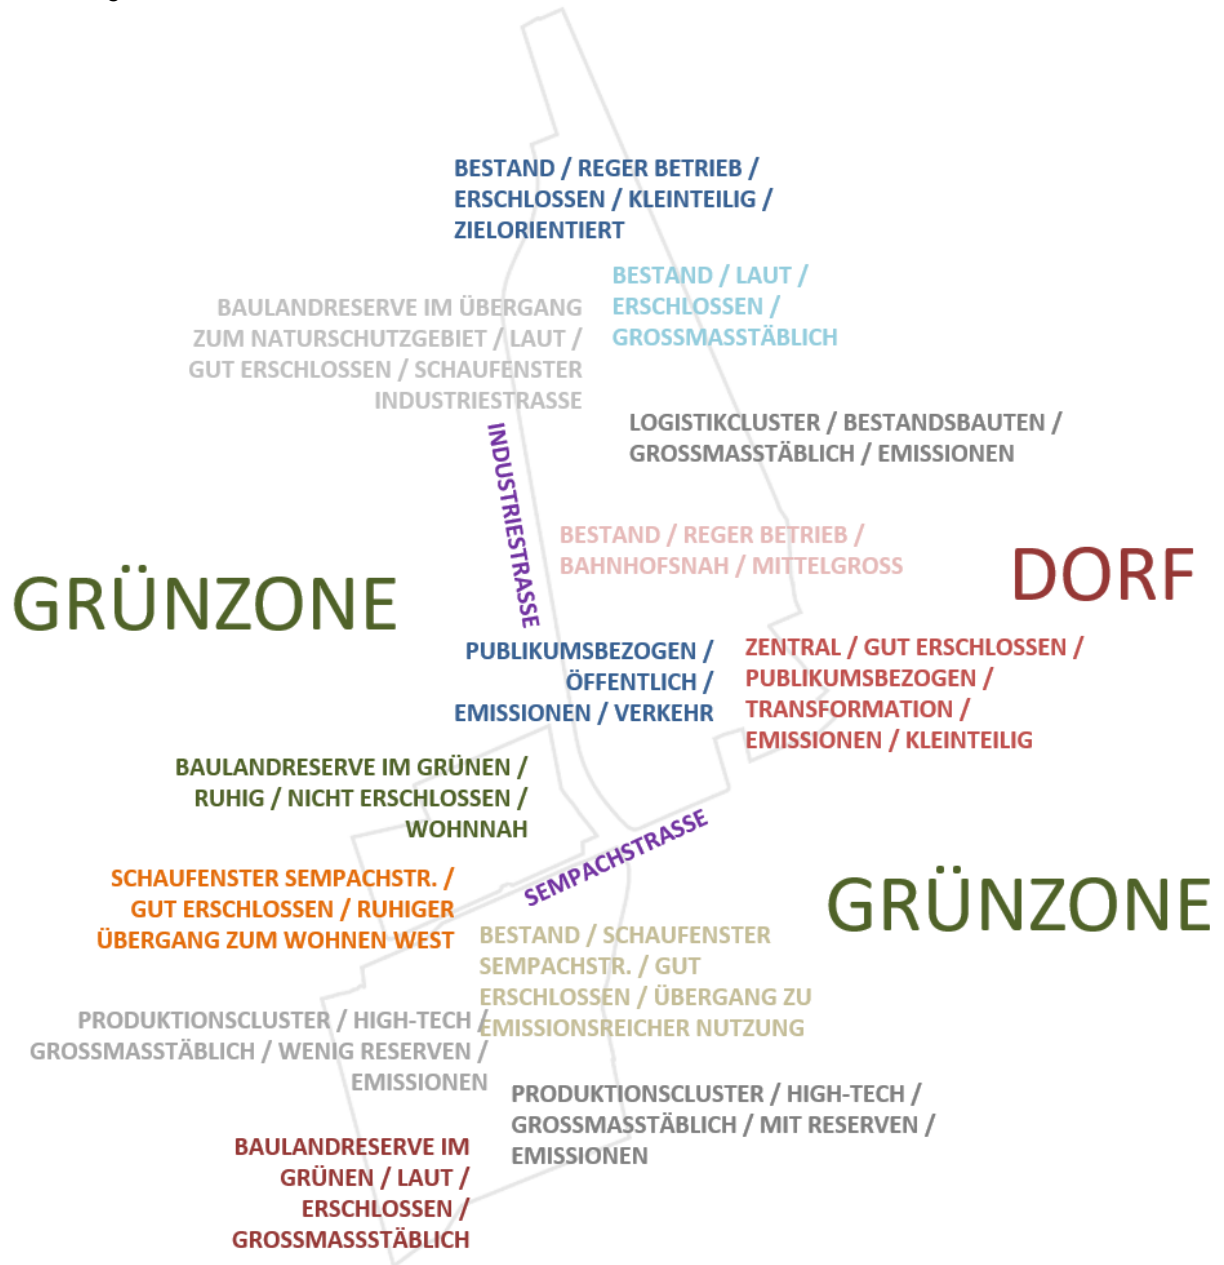 BESTAND / REGER BETRIEB /
ERSCHLOSSEN / KLEINTEILIG /
ZIELORIENTIERT
BESTAND / LAUT /
ERSCHLOSSEN /
GROSSMASSTÄBLICH
BAULANDRESERVE IM ÜBERGANG
ZUM NATURSCHUTZGEBIET / LAUT /
GUT ERSCHLOSSEN / SCHAUFENSTER
INDUSTRIESTRASSE
LOGISTIKCLUSTER / BESTANDSBAUTEN /
GROSSMASSTÄBLICH / EMISSIONEN
INDUSTRIESTRASSE
BESTAND / REGER BETRIEB /
BAHNHOFSNAH / MITTELGROSS
DORF
GRÜNZONE
PUBLIKUMSBEZOGEN /
ÖFFENTLICH /
EMISSIONEN / VERKEHR
ZENTRAL / GUT ERSCHLOSSEN /
PUBLIKUMSBEZOGEN /
TRANSFORMATION /
EMISSIONEN / KLEINTEILIG
BAULANDRESERVE IM GRÜNEN /
RUHIG / NICHT ERSCHLOSSEN /
WOHNNAH
SEMPACHSTRASSE
SCHAUFENSTER SEMPACHSTR. /
GUT ERSCHLOSSEN / RUHIGER
ÜBERGANG ZUM WOHNEN WEST
GRÜNZONE
BESTAND / SCHAUFENSTER
SEMPACHSTR. / GUT
ERSCHLOSSEN / ÜBERGANG ZU
EMISSIONSREICHER NUTZUNG
PRODUKTIONSCLUSTER / HIGH-TECH /
GROSSMASSTÄBLICH / WENIG RESERVEN /
EMISSIONEN
PRODUKTIONSCLUSTER / HIGH-TECH /
GROSSMASSTÄBLICH / MIT RESERVEN /
EMISSIONEN
BAULANDRESERVE IM
GRÜNEN / LAUT /
ERSCHLOSSEN /
GROSSMASSSTÄBLICH